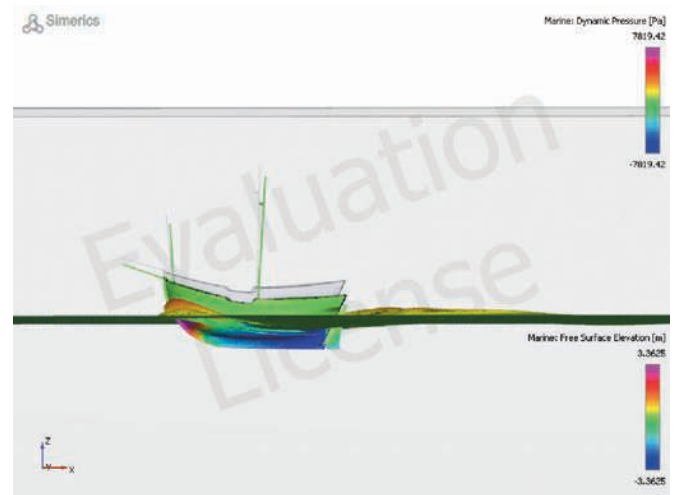 Simerics
Marine: Dynamic Pressure [Pa]
7819.42
-7819.42
Evaluation
License
Marine: Free Surface Elevation [m]
3.3625
-3.3625
Z
Y
X